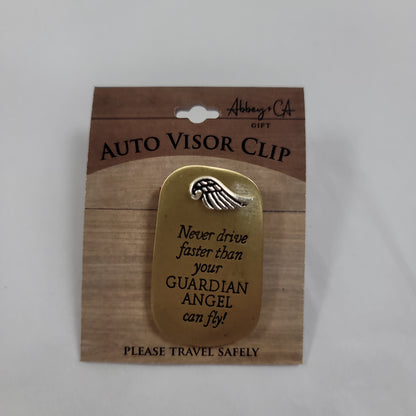 Abbey + CA
GIFT
AUTO VISOR CLIP
Never drive
faster than
your
GUARDIAN
ANGEL
can fly!
PLEASE TRAVEL SAFELY